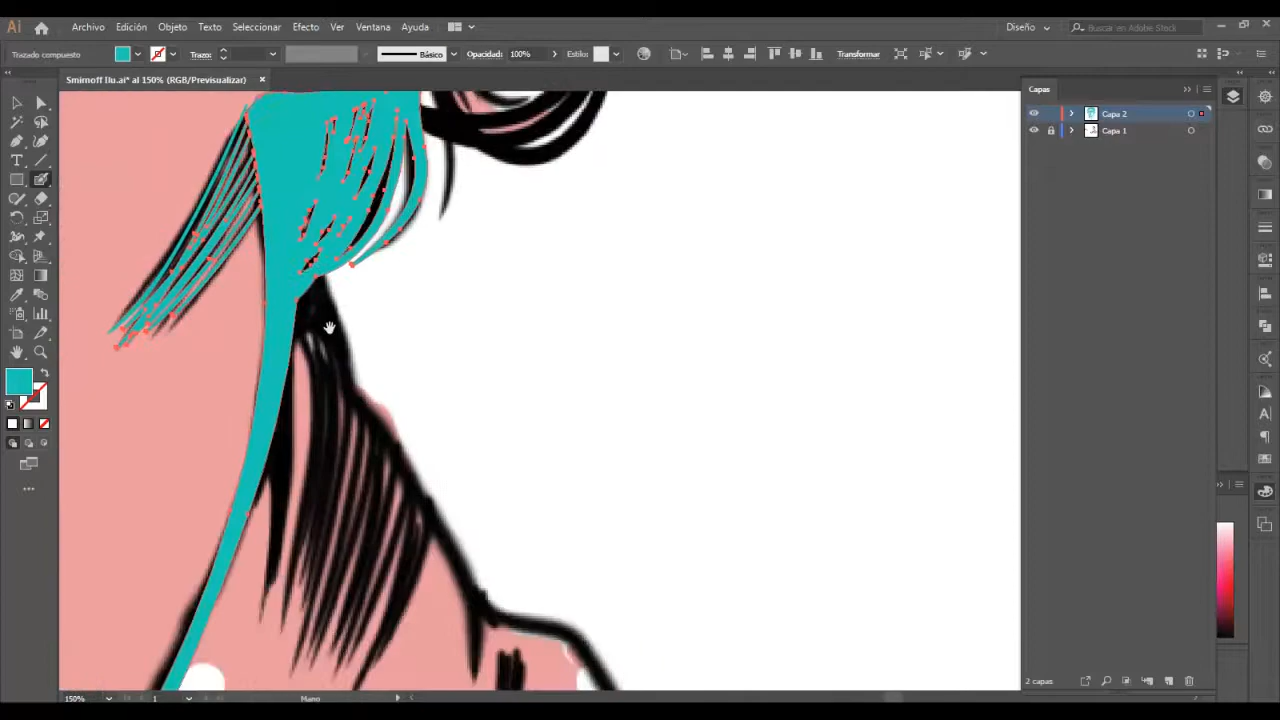 Ai Archivo Edición Objeto Texto Seleccionar Efecto Ver Ventana Ayuda Diseño Buscar en Adobe Stock
Trazado compuesto Trazo: Básico Opacidad: 100% Estilo: Transformar
Smirnoff Ilu.ai* al 150% (RGB/Previsualizar)
Capas
Capa 2
Capa 1
2 capas
150% 1 Mano